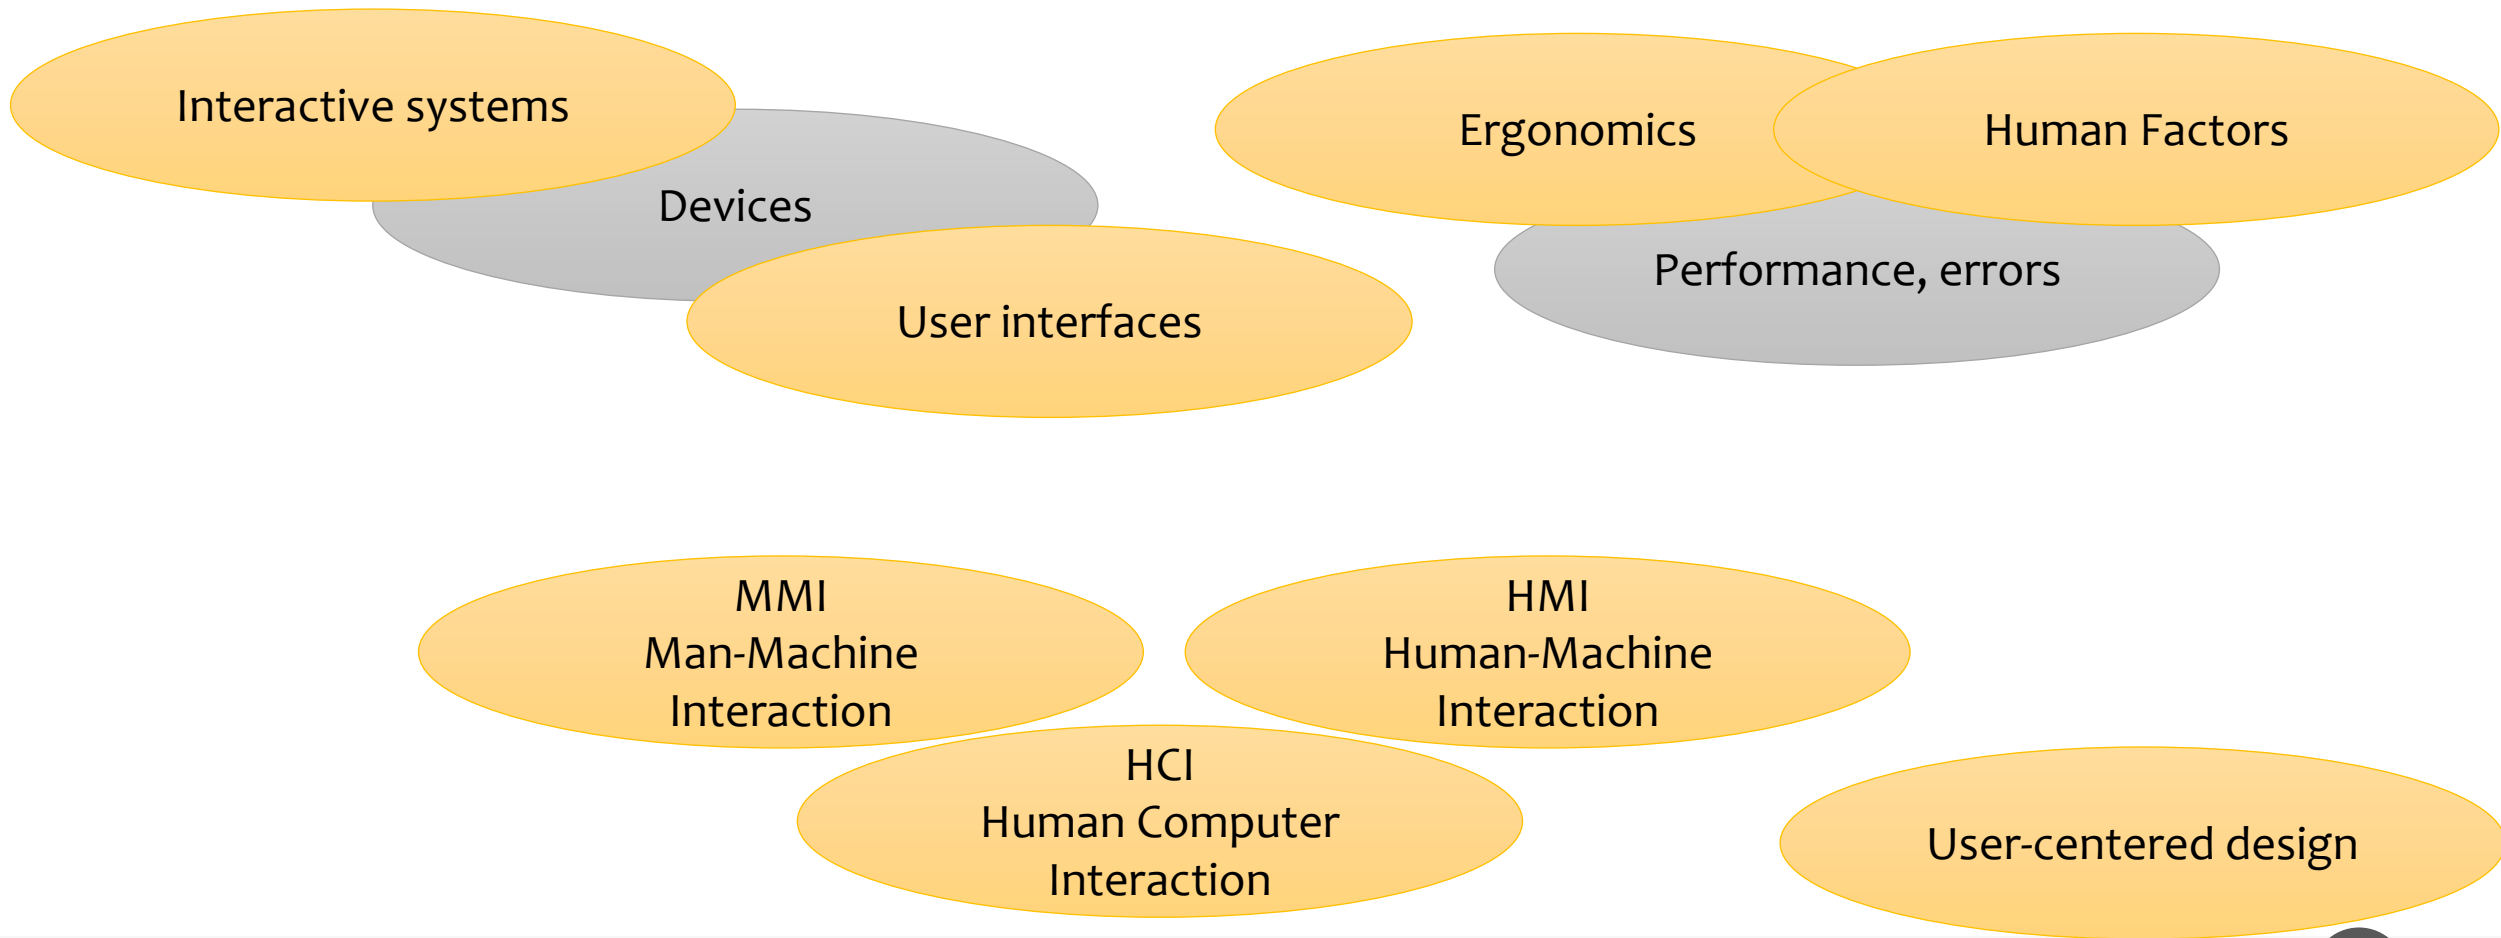 Interactive systems
Devices
User interfaces
Ergonomics
Human Factors
Performance, errors
MMI
Man-Machine
Interaction
HMI
Human-Machine
Interaction
HCI
Human Computer
Interaction
User-centered design